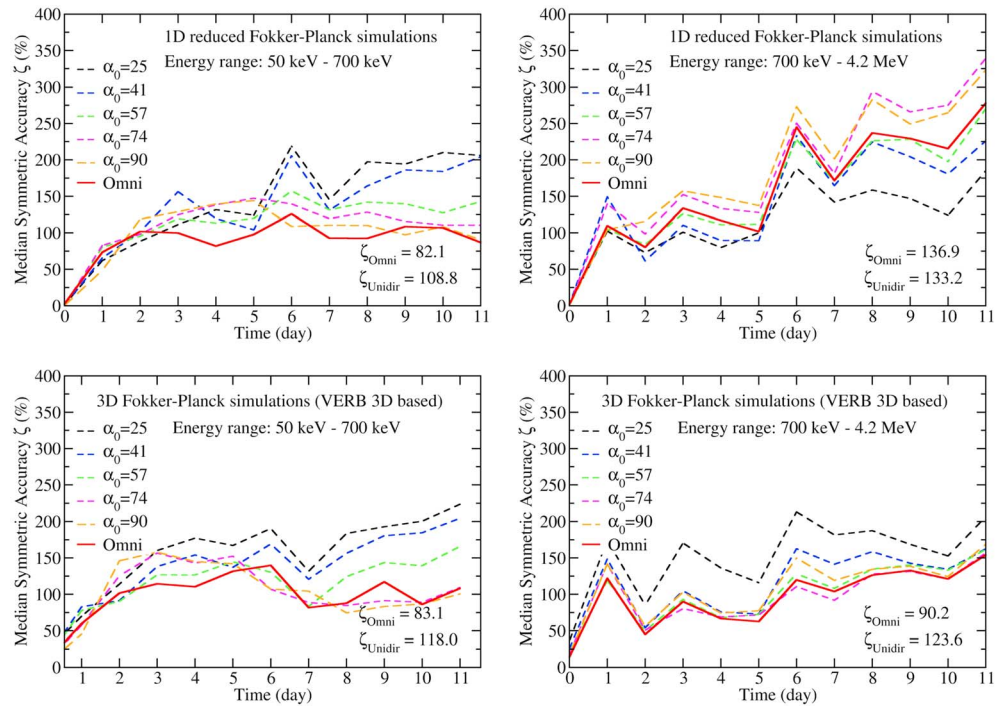 1D reduced Fokker-Planck simulations
Energy range: 50 keV - 700 keV
α0=25
α0=41
α0=57
α0=74
α0=90
Omni
ζOmni = 82.1
ζUnidir = 108.8
Median Symmetric Accuracy ζ (%)
400
350
300
250
200
150
100
50
0
0 1 2 3 4 5 6 7 8 9 10 11
Time (day)
1D reduced Fokker-Planck simulations
Energy range: 700 keV - 4.2 MeV
α0=25
α0=41
α0=57
α0=74
α0=90
Omni
ζOmni = 136.9
ζUnidir = 133.2
Median Symmetric Accuracy ζ (%)
400
350
300
250
200
150
100
50
0
0 1 2 3 4 5 6 7 8 9 10 11
Time (day)
3D Fokker-Planck simulations (VERB 3D based)
Energy range: 50 keV - 700 keV
α0=25
α0=41
α0=57
α0=74
α0=90
Omni
ζOmni = 83.1
ζUnidir = 118.0
Median Symmetric Accuracy ζ (%)
400
350
300
250
200
150
100
50
0
1 2 3 4 5 6 7 8 9 10 11
Time (day)
3D Fokker-Planck simulations (VERB 3D based)
Energy range: 700 keV - 4.2 MeV
α0=25
α0=41
α0=57
α0=74
α0=90
Omni
ζOmni = 90.2
ζUnidir = 123.6
Median Symmetric Accuracy ζ (%)
400
350
300
250
200
150
100
50
0
0 1 2 3 4 5 6 7 8 9 10 11
Time (day)